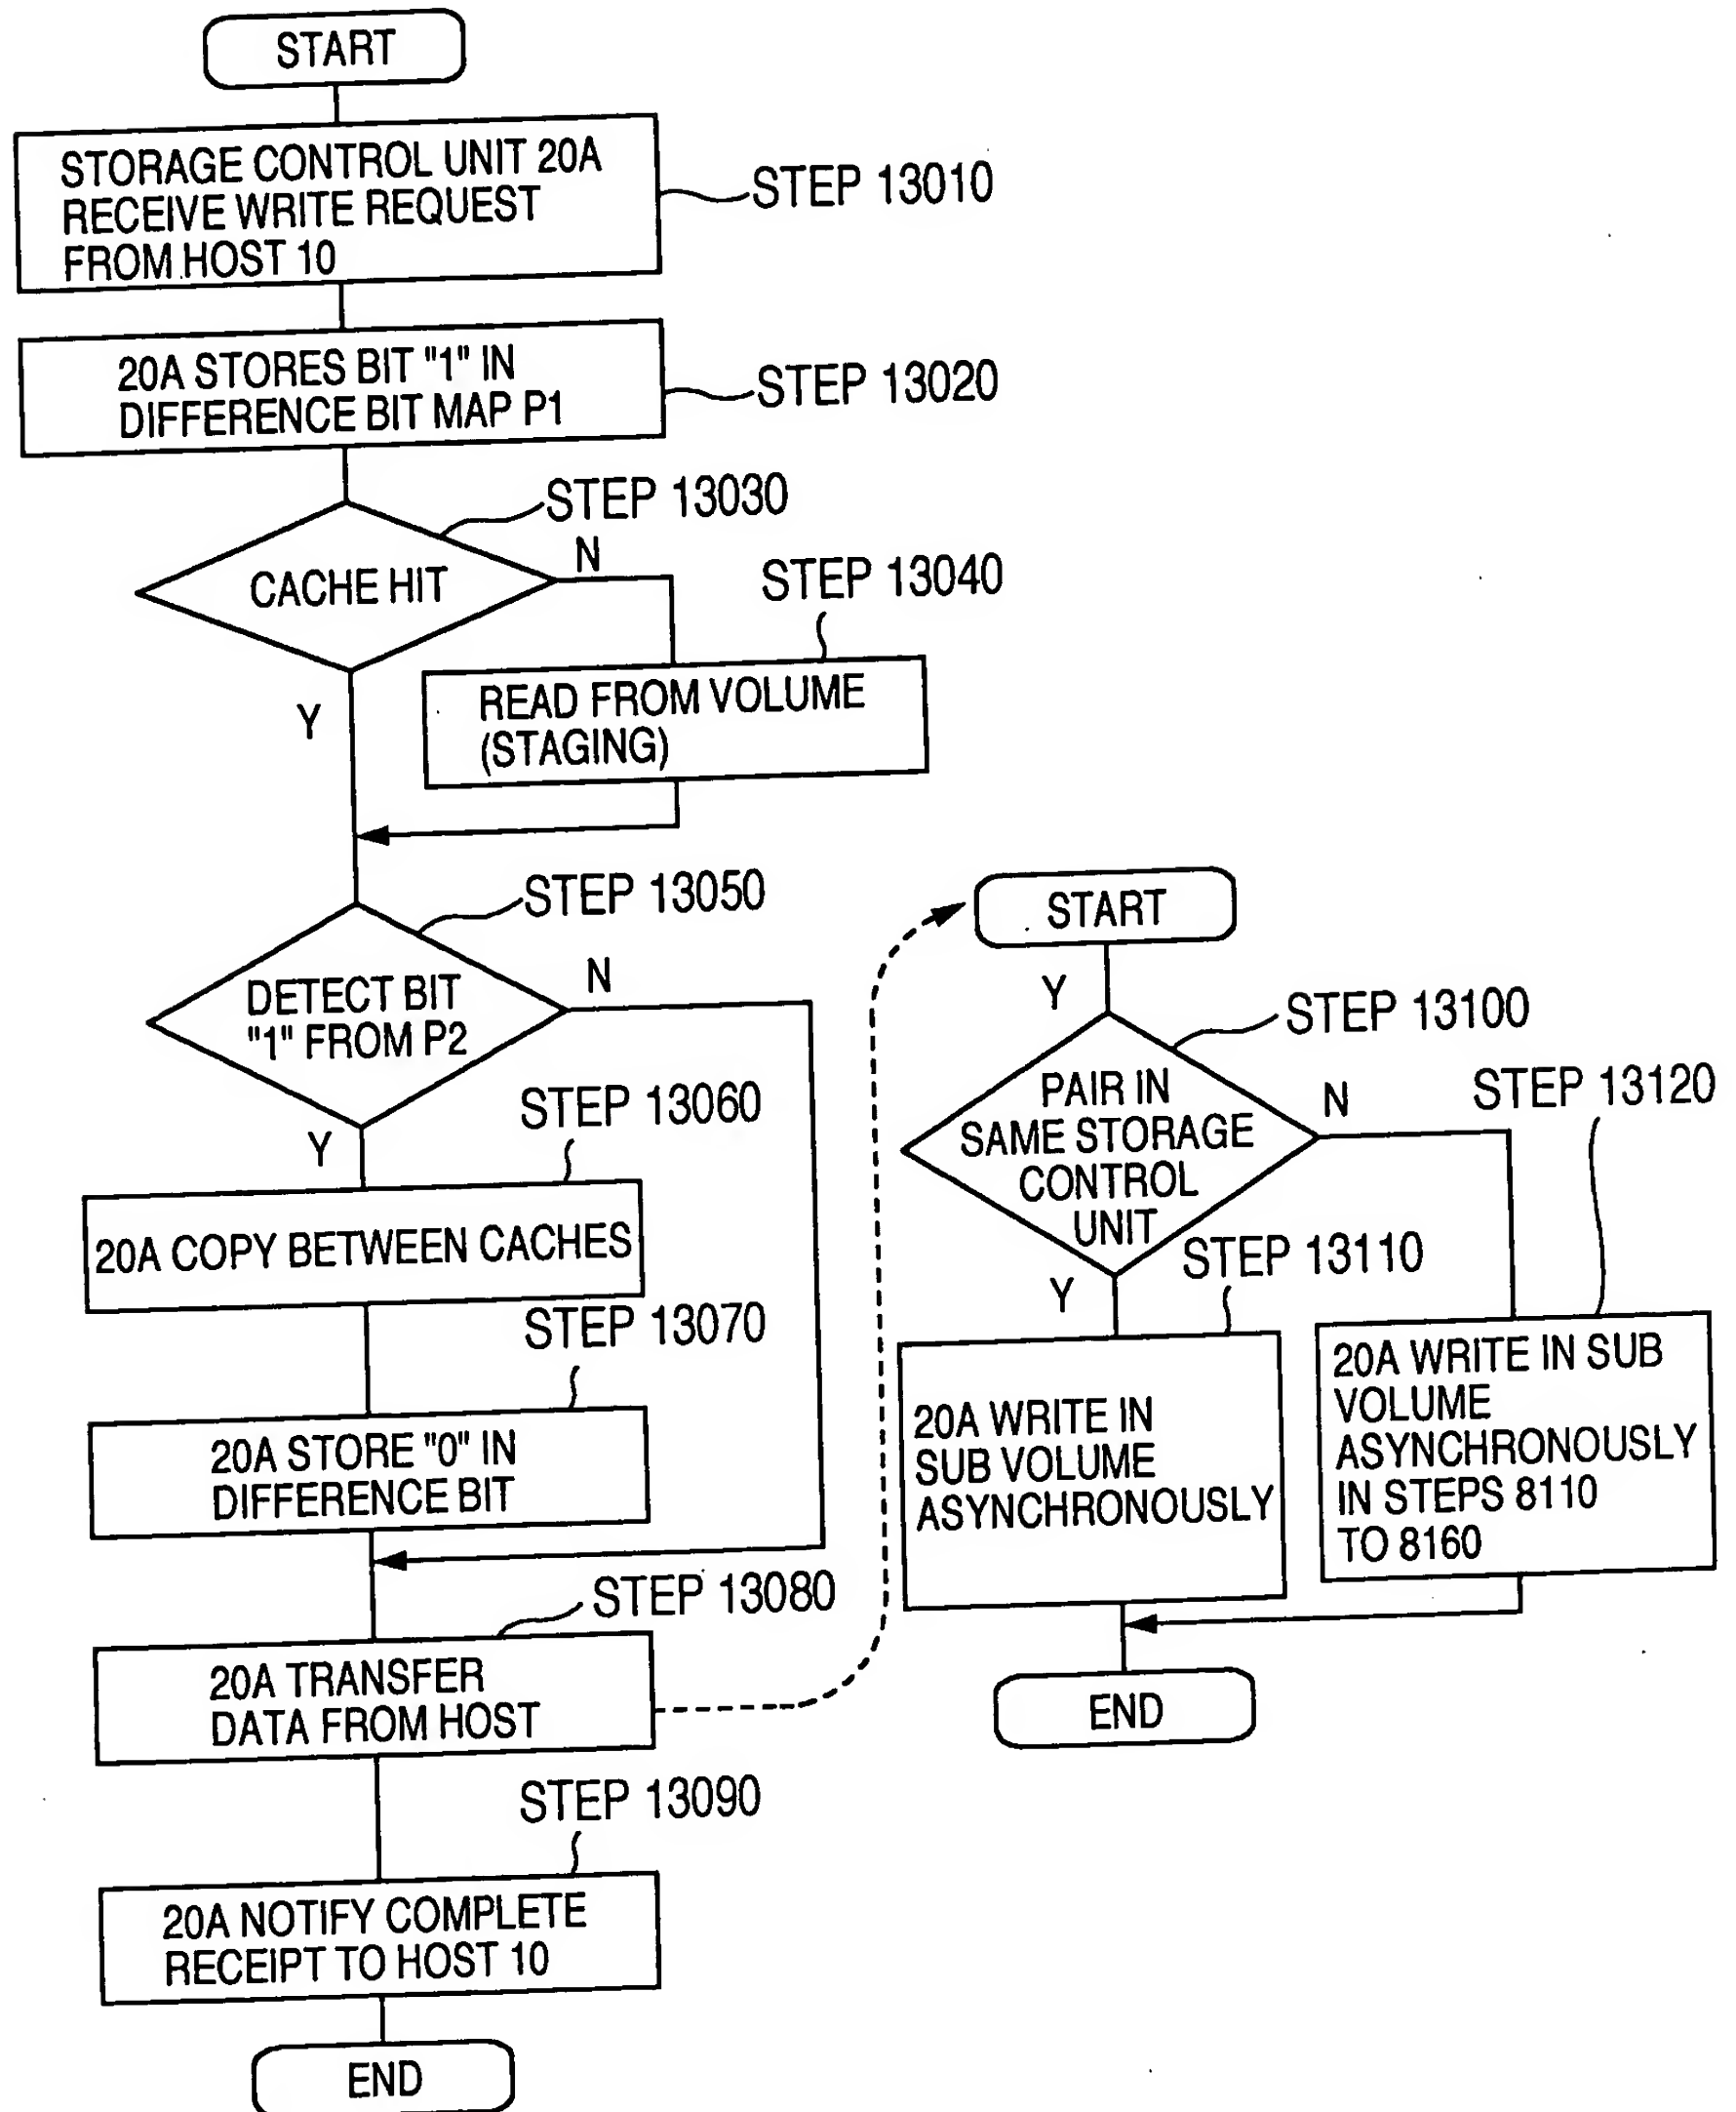 START
STORAGE CONTROL UNIT 20A
RECEIVE WRITE REQUEST
FROM HOST 10
STEP 13010
20A STORES BIT "1" IN
DIFFERENCE BIT MAP P1
STEP 13020
STEP 13030
CACHE HIT
N
Y
STEP 13040
READ FROM VOLUME
(STAGING)
STEP 13050
DETECT BIT
"1" FROM P2
N
Y
STEP 13060
20A COPY BETWEEN CACHES
STEP 13070
20A STORE "0" IN
DIFFERENCE BIT
STEP 13080
20A TRANSFER
DATA FROM HOST
STEP 13090
20A NOTIFY COMPLETE
RECEIPT TO HOST 10
END
START
Y
STEP 13100
PAIR IN
SAME STORAGE
CONTROL
UNIT
N
Y
STEP 13110
20A WRITE IN
SUB VOLUME
ASYNCHRONOUSLY
STEP 13120
20A WRITE IN SUB
VOLUME
ASYNCHRONOUSLY
IN STEPS 8110
TO 8160
END